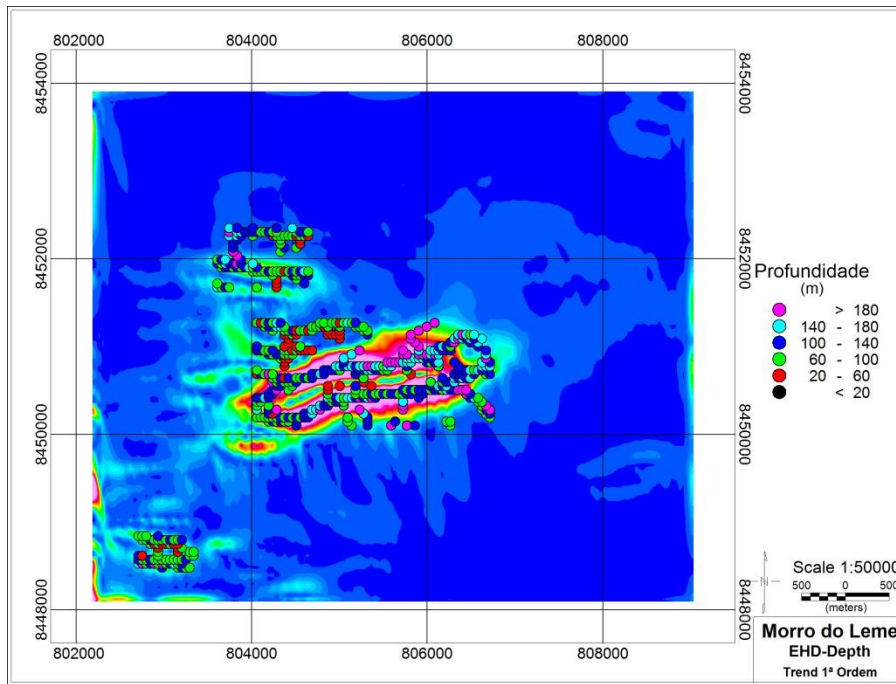 802000 804000 806000 808000
8454000 8454000
Profundidade
(m)
> 180
140 - 180
100 - 140
60 - 100
20 - 60
< 20
8452000 8452000
8450000 8450000
N
Scale 1:50000
500 0 500
(meters)
8448000 8448000
802000 804000 806000 808000
Morro do Leme
EHD-Depth
Trend 1ª Ordem